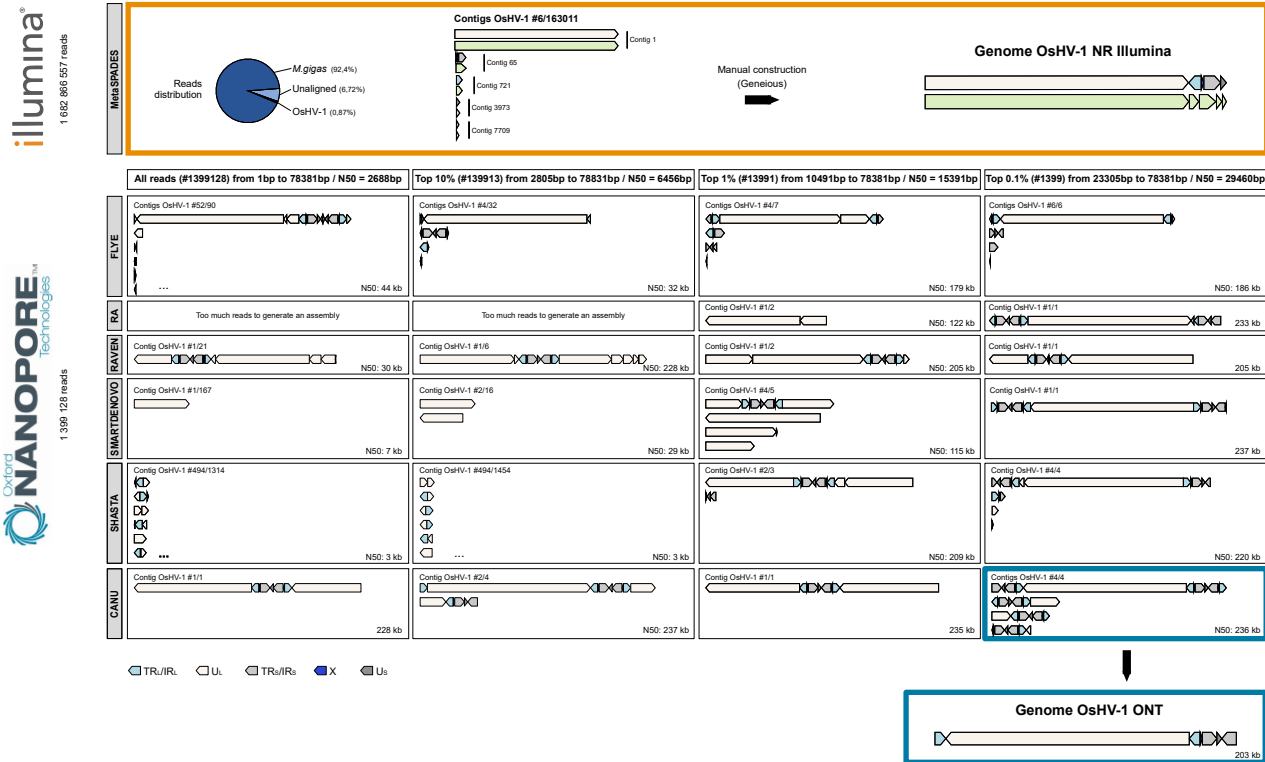 illumina®
1 682 866 557 reads
MetaSPADES
Reads
distribution
M.gigas (92,4%)
Unaligned (6,72%)
OsHV-1 (0,87%)
Contigs OsHV-1 #6/163011
Contig 1
Contig 65
Contig 721
Contig 3973
Contig 7709
Manual construction
(Geneious)
Genome OsHV-1 NR Illumina
Oxford
NANOPORE™
Technologies
1 399 128 reads
All reads (#1399128) from 1bp to 78381bp / N50 = 2688bp
Top 10% (#139913) from 2805bp to 78831bp / N50 = 6456bp
Top 1% (#13991) from 10491bp to 78381bp / N50 = 15391bp
Top 0.1% (#1399) from 23305bp to 78381bp / N50 = 29460bp
FLYE
Contigs OsHV-1 #52/90
...
N50: 44 kb
Contigs OsHV-1 #4/32
N50: 32 kb
Contigs OsHV-1 #4/7
N50: 179 kb
Contigs OsHV-1 #6/6
N50: 186 kb
RA
Too much reads to generate an assembly
Too much reads to generate an assembly
Contig OsHV-1 #1/2
N50: 122 kb
Contig OsHV-1 #1/1
233 kb
RAVEN
Contig OsHV-1 #1/21
N50: 30 kb
Contig OsHV-1 #1/6
N50: 228 kb
Contig OsHV-1 #1/2
N50: 205 kb
Contig OsHV-1 #1/1
205 kb
SMARTDENOVO
Contig OsHV-1 #1/167
N50: 7 kb
Contig OsHV-1 #2/16
N50: 29 kb
Contig OsHV-1 #4/5
N50: 115 kb
Contig OsHV-1 #1/1
237 kb
SHASTA
Contig OsHV-1 #494/1314
...
N50: 3 kb
Contig OsHV-1 #494/1454
...
N50: 3 kb
Contig OsHV-1 #2/3
N50: 209 kb
Contig OsHV-1 #4/4
N50: 220 kb
CANU
Contig OsHV-1 #1/1
228 kb
Contig OsHV-1 #2/4
N50: 237 kb
Contig OsHV-1 #1/1
235 kb
Contigs OsHV-1 #4/4
N50: 236 kb
TRL/IRL UL TRS/IRS X US
Genome OsHV-1 ONT
203 kb